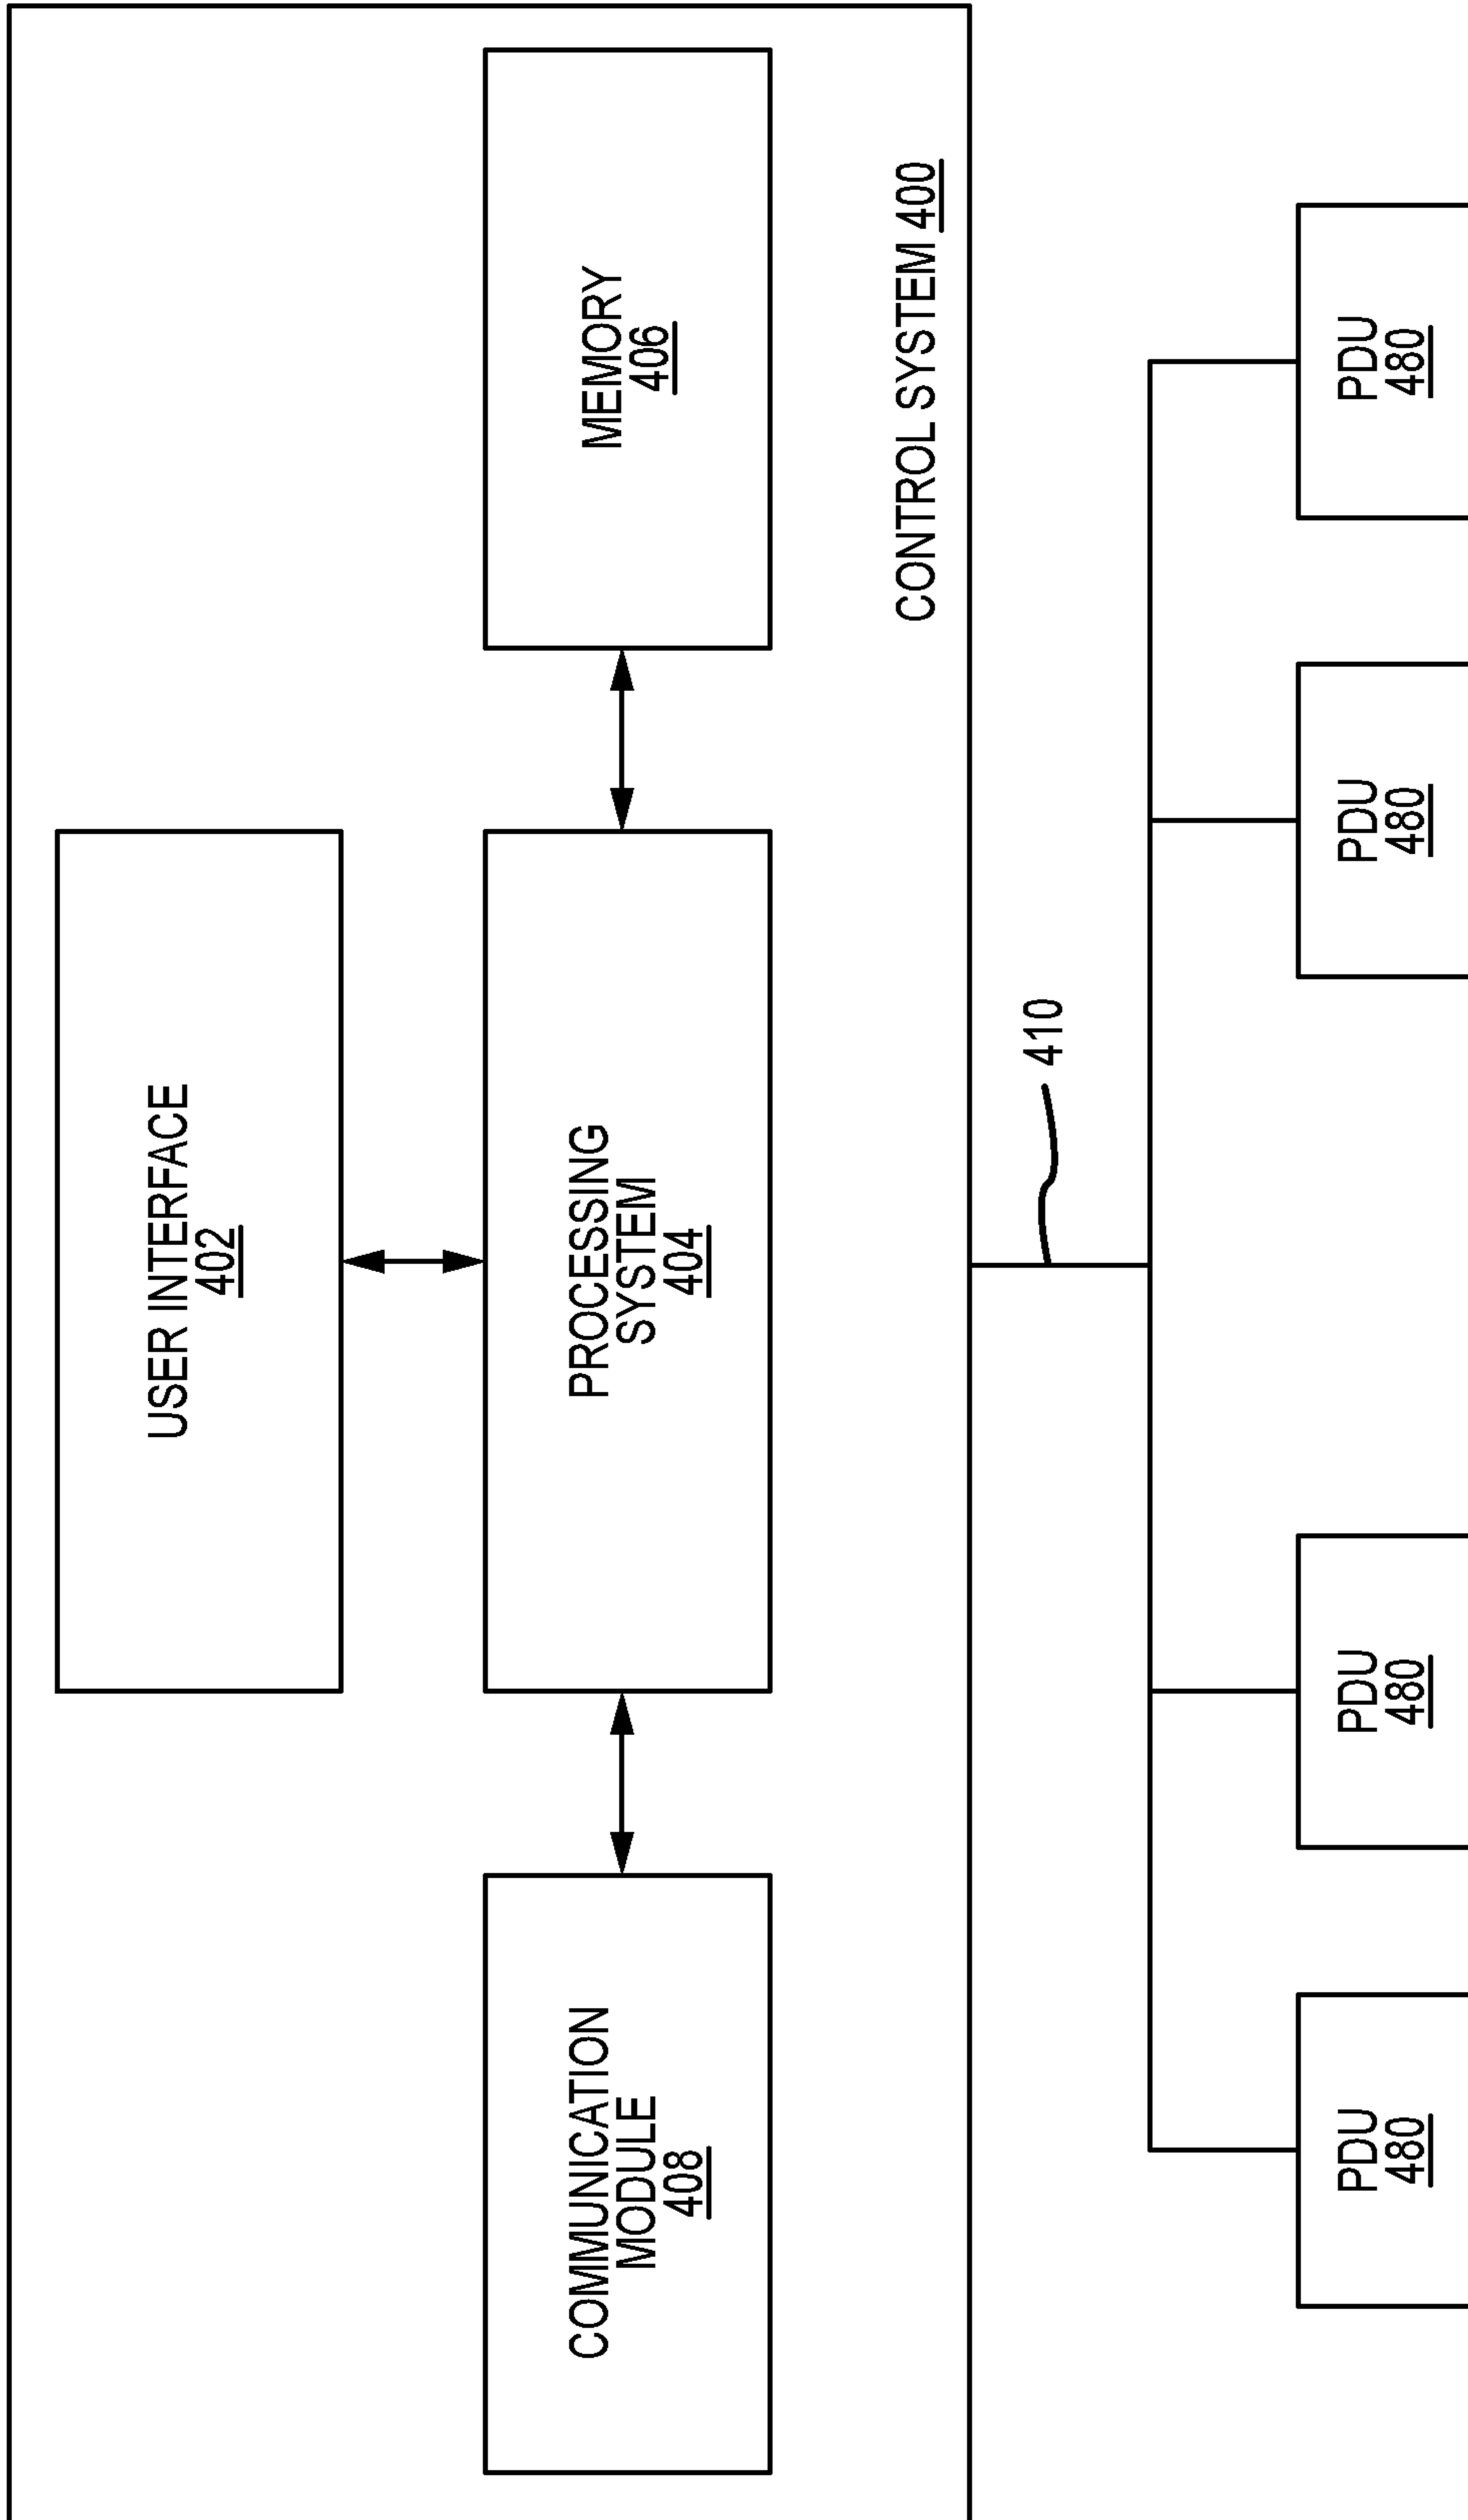 USER INTERFACE
402
COMMUNICATION
MODULE
408
PROCESSING
SYSTEM
404
MEMORY
406
CONTROL SYSTEM 400
410
PDU
480
PDU
480
PDU
480
PDU
480